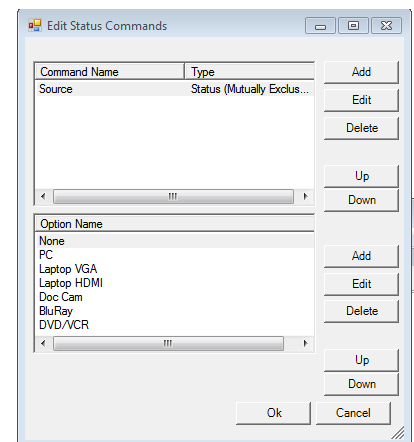 Edit Status Commands
Command Name Type Add
Source Status (Mutually Exclus...
Edit
Delete
Up
Down
Option Name
None
PC Add
Laptop VGA
Laptop HDMI Edit
Doc Cam
BluRay Delete
DVD/VCR
Up
Down
Ok Cancel